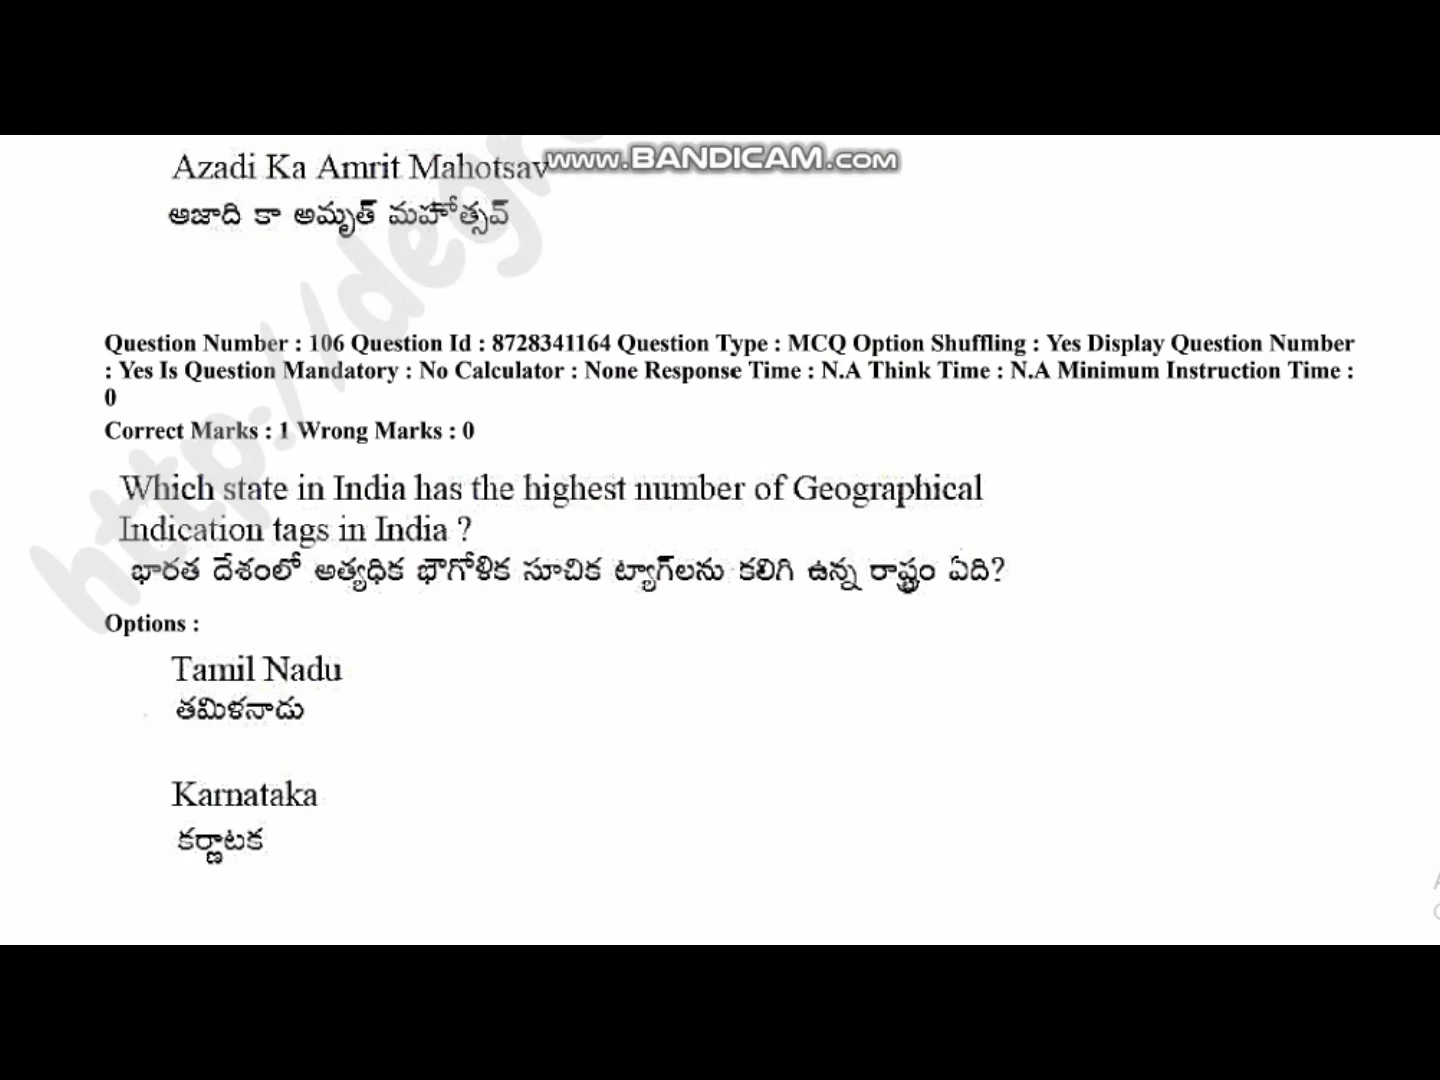 www.BANDICAM.com
Azadi Ka Amrit Mahotsav
ఆజాది కా అమృత్ మహోత్సవ్
Question Number : 106 Question Id : 8728341164 Question Type : MCQ Option Shuffling : Yes Display Question Number
: Yes Is Question Mandatory : No Calculator : None Response Time : N.A Think Time : N.A Minimum Instruction Time :
0
Correct Marks : 1 Wrong Marks : 0
Which state in India has the highest number of Geographical
Indication tags in India ?
భారత దేశంలో అత్యధిక భౌగోళిక సూచిక ట్యాగ్‌లను కలిగి ఉన్న రాష్ట్రం ఏది?
Options :
Tamil Nadu
తమిళనాడు
Karnataka
కర్ణాటక